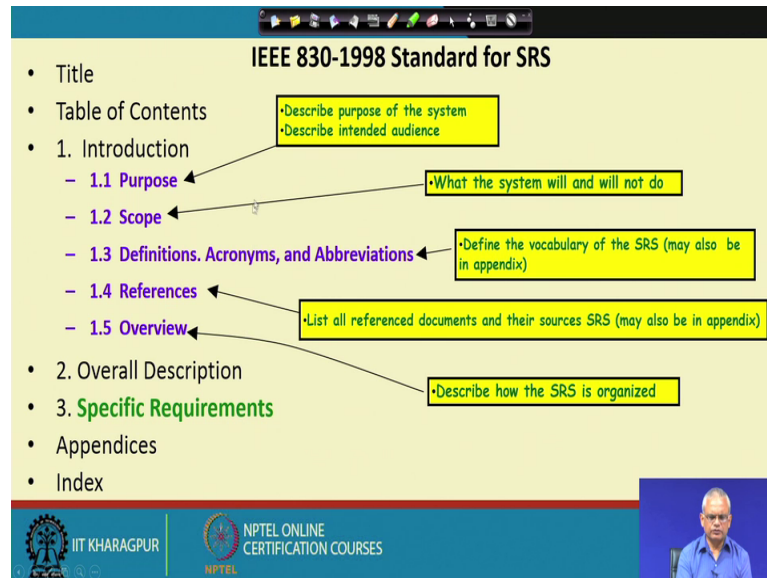 IEEE 830-1998 Standard for SRS
• Title
• Table of Contents
• 1. Introduction
– 1.1 Purpose
– 1.2 Scope
– 1.3 Definitions. Acronyms, and Abbreviations
– 1.4 References
– 1.5 Overview
• 2. Overall Description
• 3. Specific Requirements
• Appendices
• Index
•Describe purpose of the system
•Describe intended audience
•What the system will and will not do
•Define the vocabulary of the SRS (may also be
in appendix)
•List all referenced documents and their sources SRS (may also be in appendix)
•Describe how the SRS is organized
IIT KHARAGPUR
NPTEL
NPTEL ONLINE
CERTIFICATION COURSES